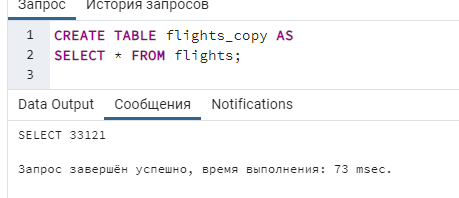 Запрос История запросов
1 CREATE TABLE flights_copy AS
2 SELECT * FROM flights;
3
Data Output Сообщения Notifications
SELECT 33121
Запрос завершён успешно, время выполнения: 73 msec.